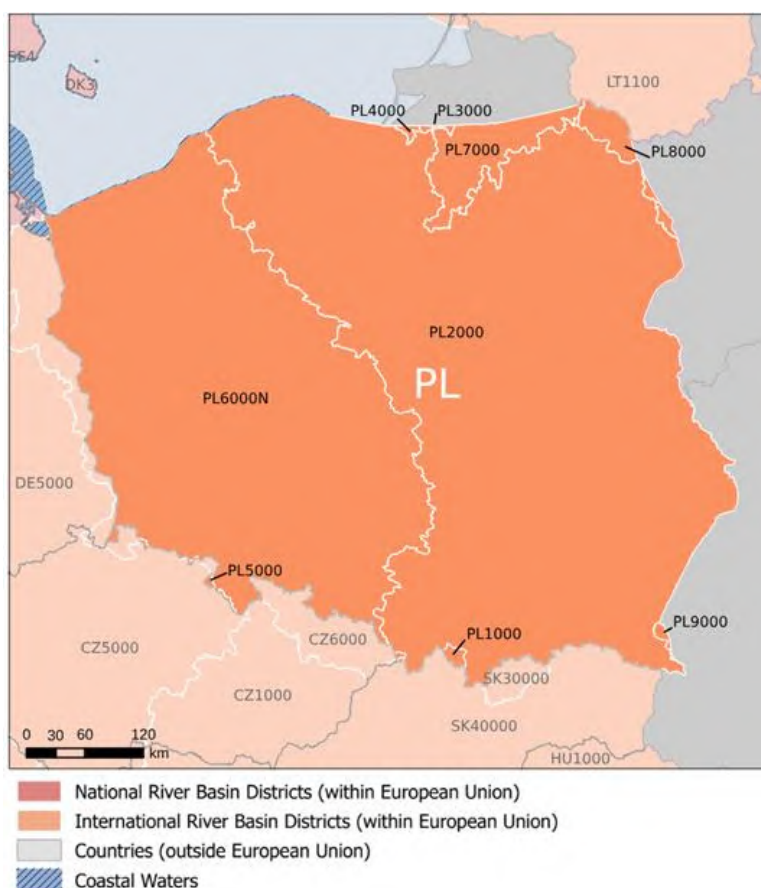 SE4
DK3
LT1100
PL4000
PL3000
PL7000
PL8000
PL2000
PL
PL6000N
DE5000
PL5000
PL9000
PL1000
CZ6000
CZ5000
SK30000
CZ1000
SK40000
HU1000
0 30 60 120
km
National River Basin Districts (within European Union)
International River Basin Districts (within European Union)
Countries (outside European Union)
Coastal Waters